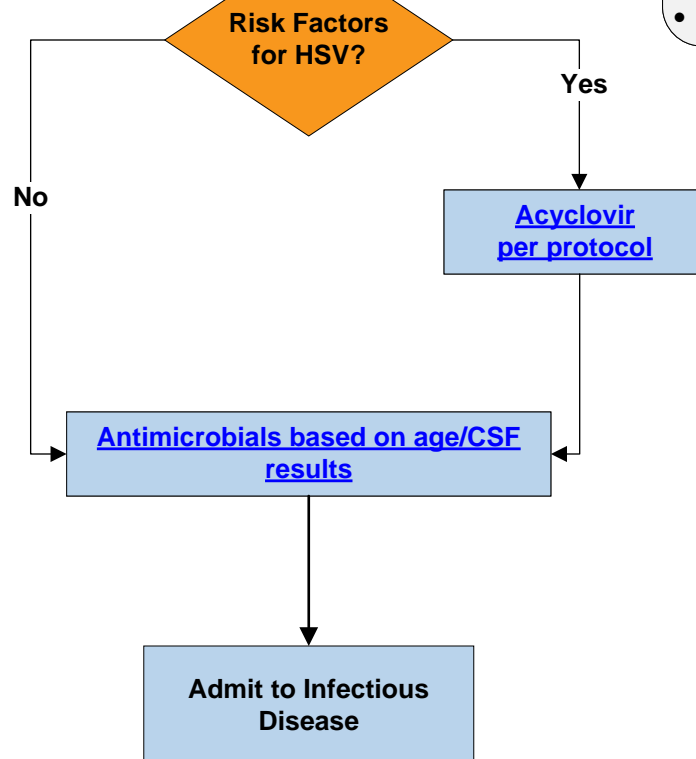 Risk Factors
for HSV?
Yes
No
Acyclovir
per protocol
Antimicrobials based on age/CSF
results
Admit to Infectious
Disease